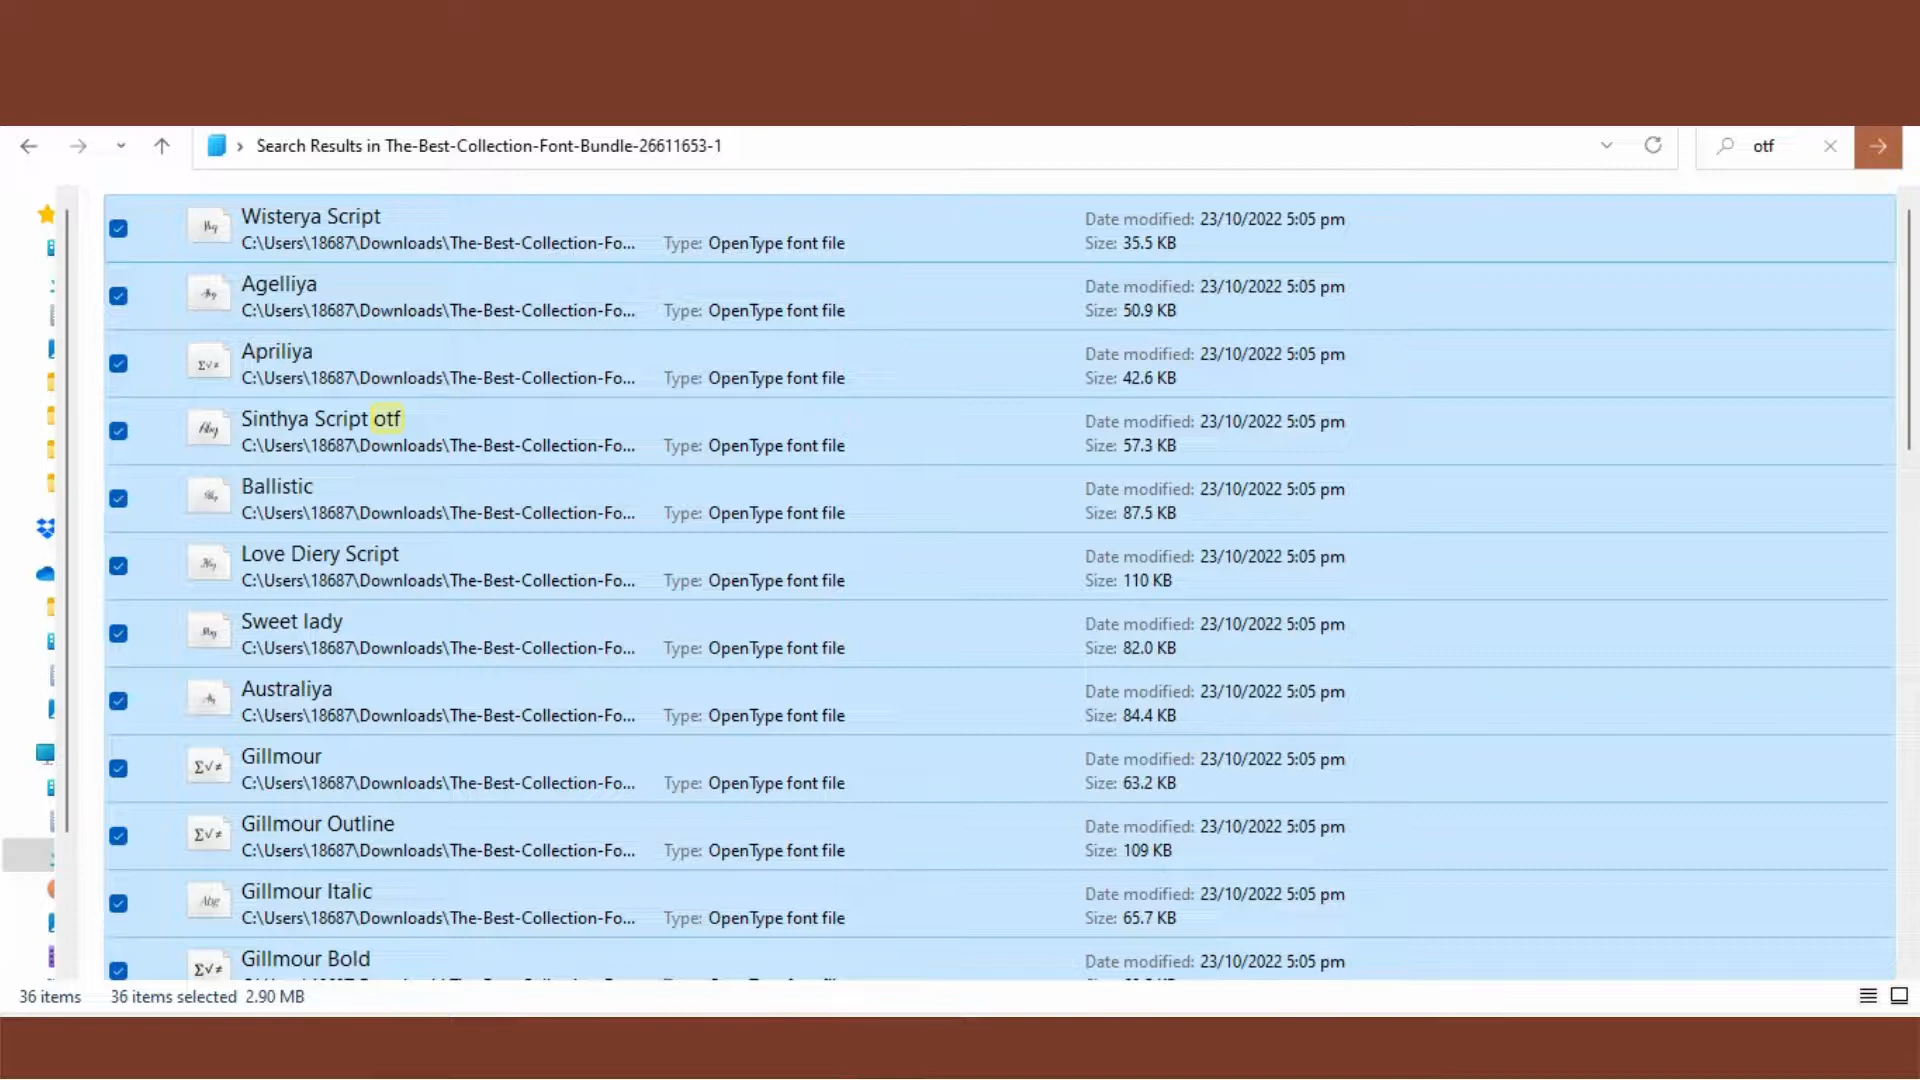 Search Results in The-Best-Collection-Font-Bundle-26611653-1
otf
Wisterya Script
Date modified: 23/10/2022 5:05 pm
C:\Users\18687\Downloads\The-Best-Collection-Fo... Type: OpenType font file Size: 35.5 KB
Agelliya
Date modified: 23/10/2022 5:05 pm
C:\Users\18687\Downloads\The-Best-Collection-Fo... Type: OpenType font file Size: 50.9 KB
Apriliya
Date modified: 23/10/2022 5:05 pm
C:\Users\18687\Downloads\The-Best-Collection-Fo... Type: OpenType font file Size: 42.6 KB
Sinthya Script otf
Date modified: 23/10/2022 5:05 pm
C:\Users\18687\Downloads\The-Best-Collection-Fo... Type: OpenType font file Size: 57.3 KB
Ballistic
Date modified: 23/10/2022 5:05 pm
C:\Users\18687\Downloads\The-Best-Collection-Fo... Type: OpenType font file Size: 87.5 KB
Love Diery Script
Date modified: 23/10/2022 5:05 pm
C:\Users\18687\Downloads\The-Best-Collection-Fo... Type: OpenType font file Size: 110 KB
Sweet lady
Date modified: 23/10/2022 5:05 pm
C:\Users\18687\Downloads\The-Best-Collection-Fo... Type: OpenType font file Size: 82.0 KB
Australiya
Date modified: 23/10/2022 5:05 pm
C:\Users\18687\Downloads\The-Best-Collection-Fo... Type: OpenType font file Size: 84.4 KB
Gillmour
Date modified: 23/10/2022 5:05 pm
C:\Users\18687\Downloads\The-Best-Collection-Fo... Type: OpenType font file Size: 63.2 KB
Gillmour Outline
Date modified: 23/10/2022 5:05 pm
C:\Users\18687\Downloads\The-Best-Collection-Fo... Type: OpenType font file Size: 109 KB
Gillmour Italic
Date modified: 23/10/2022 5:05 pm
C:\Users\18687\Downloads\The-Best-Collection-Fo... Type: OpenType font file Size: 65.7 KB
Gillmour Bold
Date modified: 23/10/2022 5:05 pm
36 items 36 items selected 2.90 MB